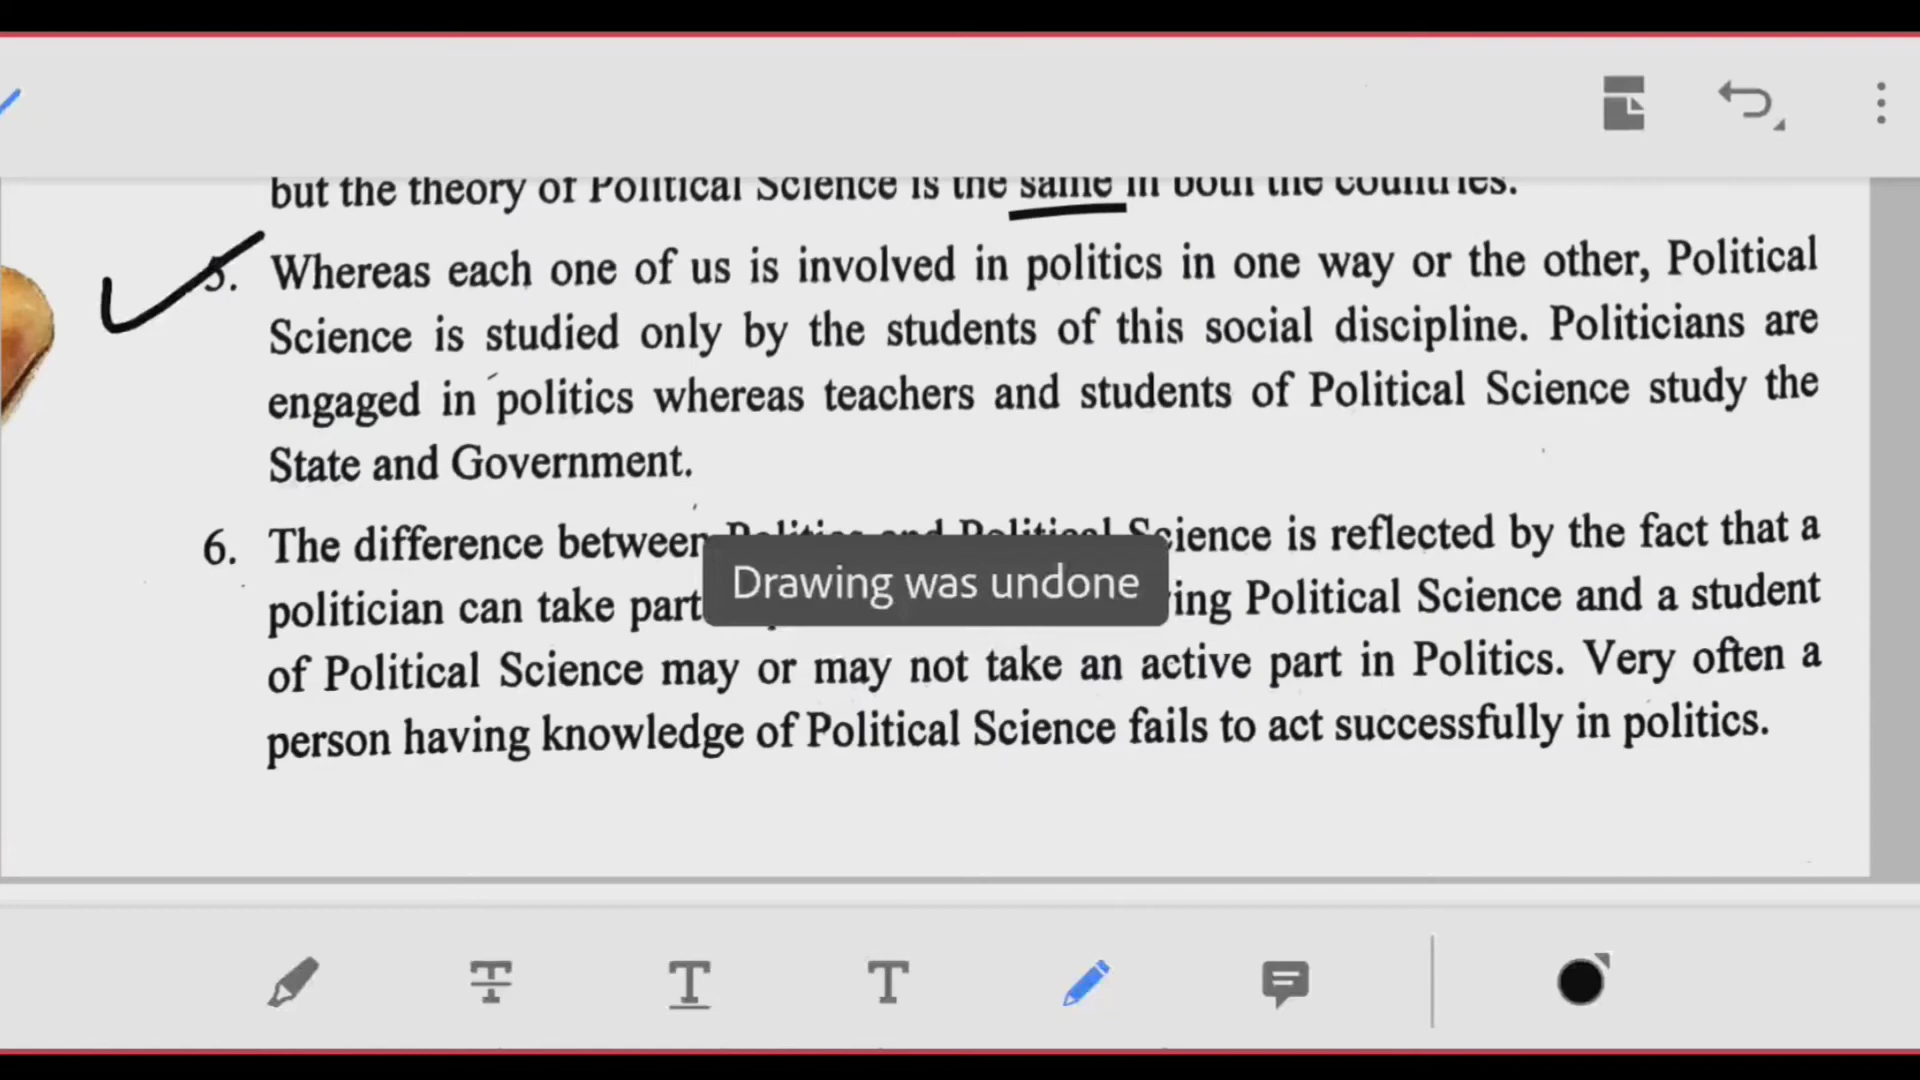 but the theory of Political Science is the same in both the countries.
5. Whereas each one of us is involved in politics in one way or the other, Political
Science is studied only by the students of this social discipline. Politicians are
engaged in politics whereas teachers and students of Political Science study the
State and Government.
6. The difference between Politics and Political Science is reflected by the fact that a
politician can take part
Drawing was undone
ing Political Science and a student
of Political Science may or may not take an active part in Politics. Very often a
person having knowledge of Political Science fails to act successfully in politics.
T T T